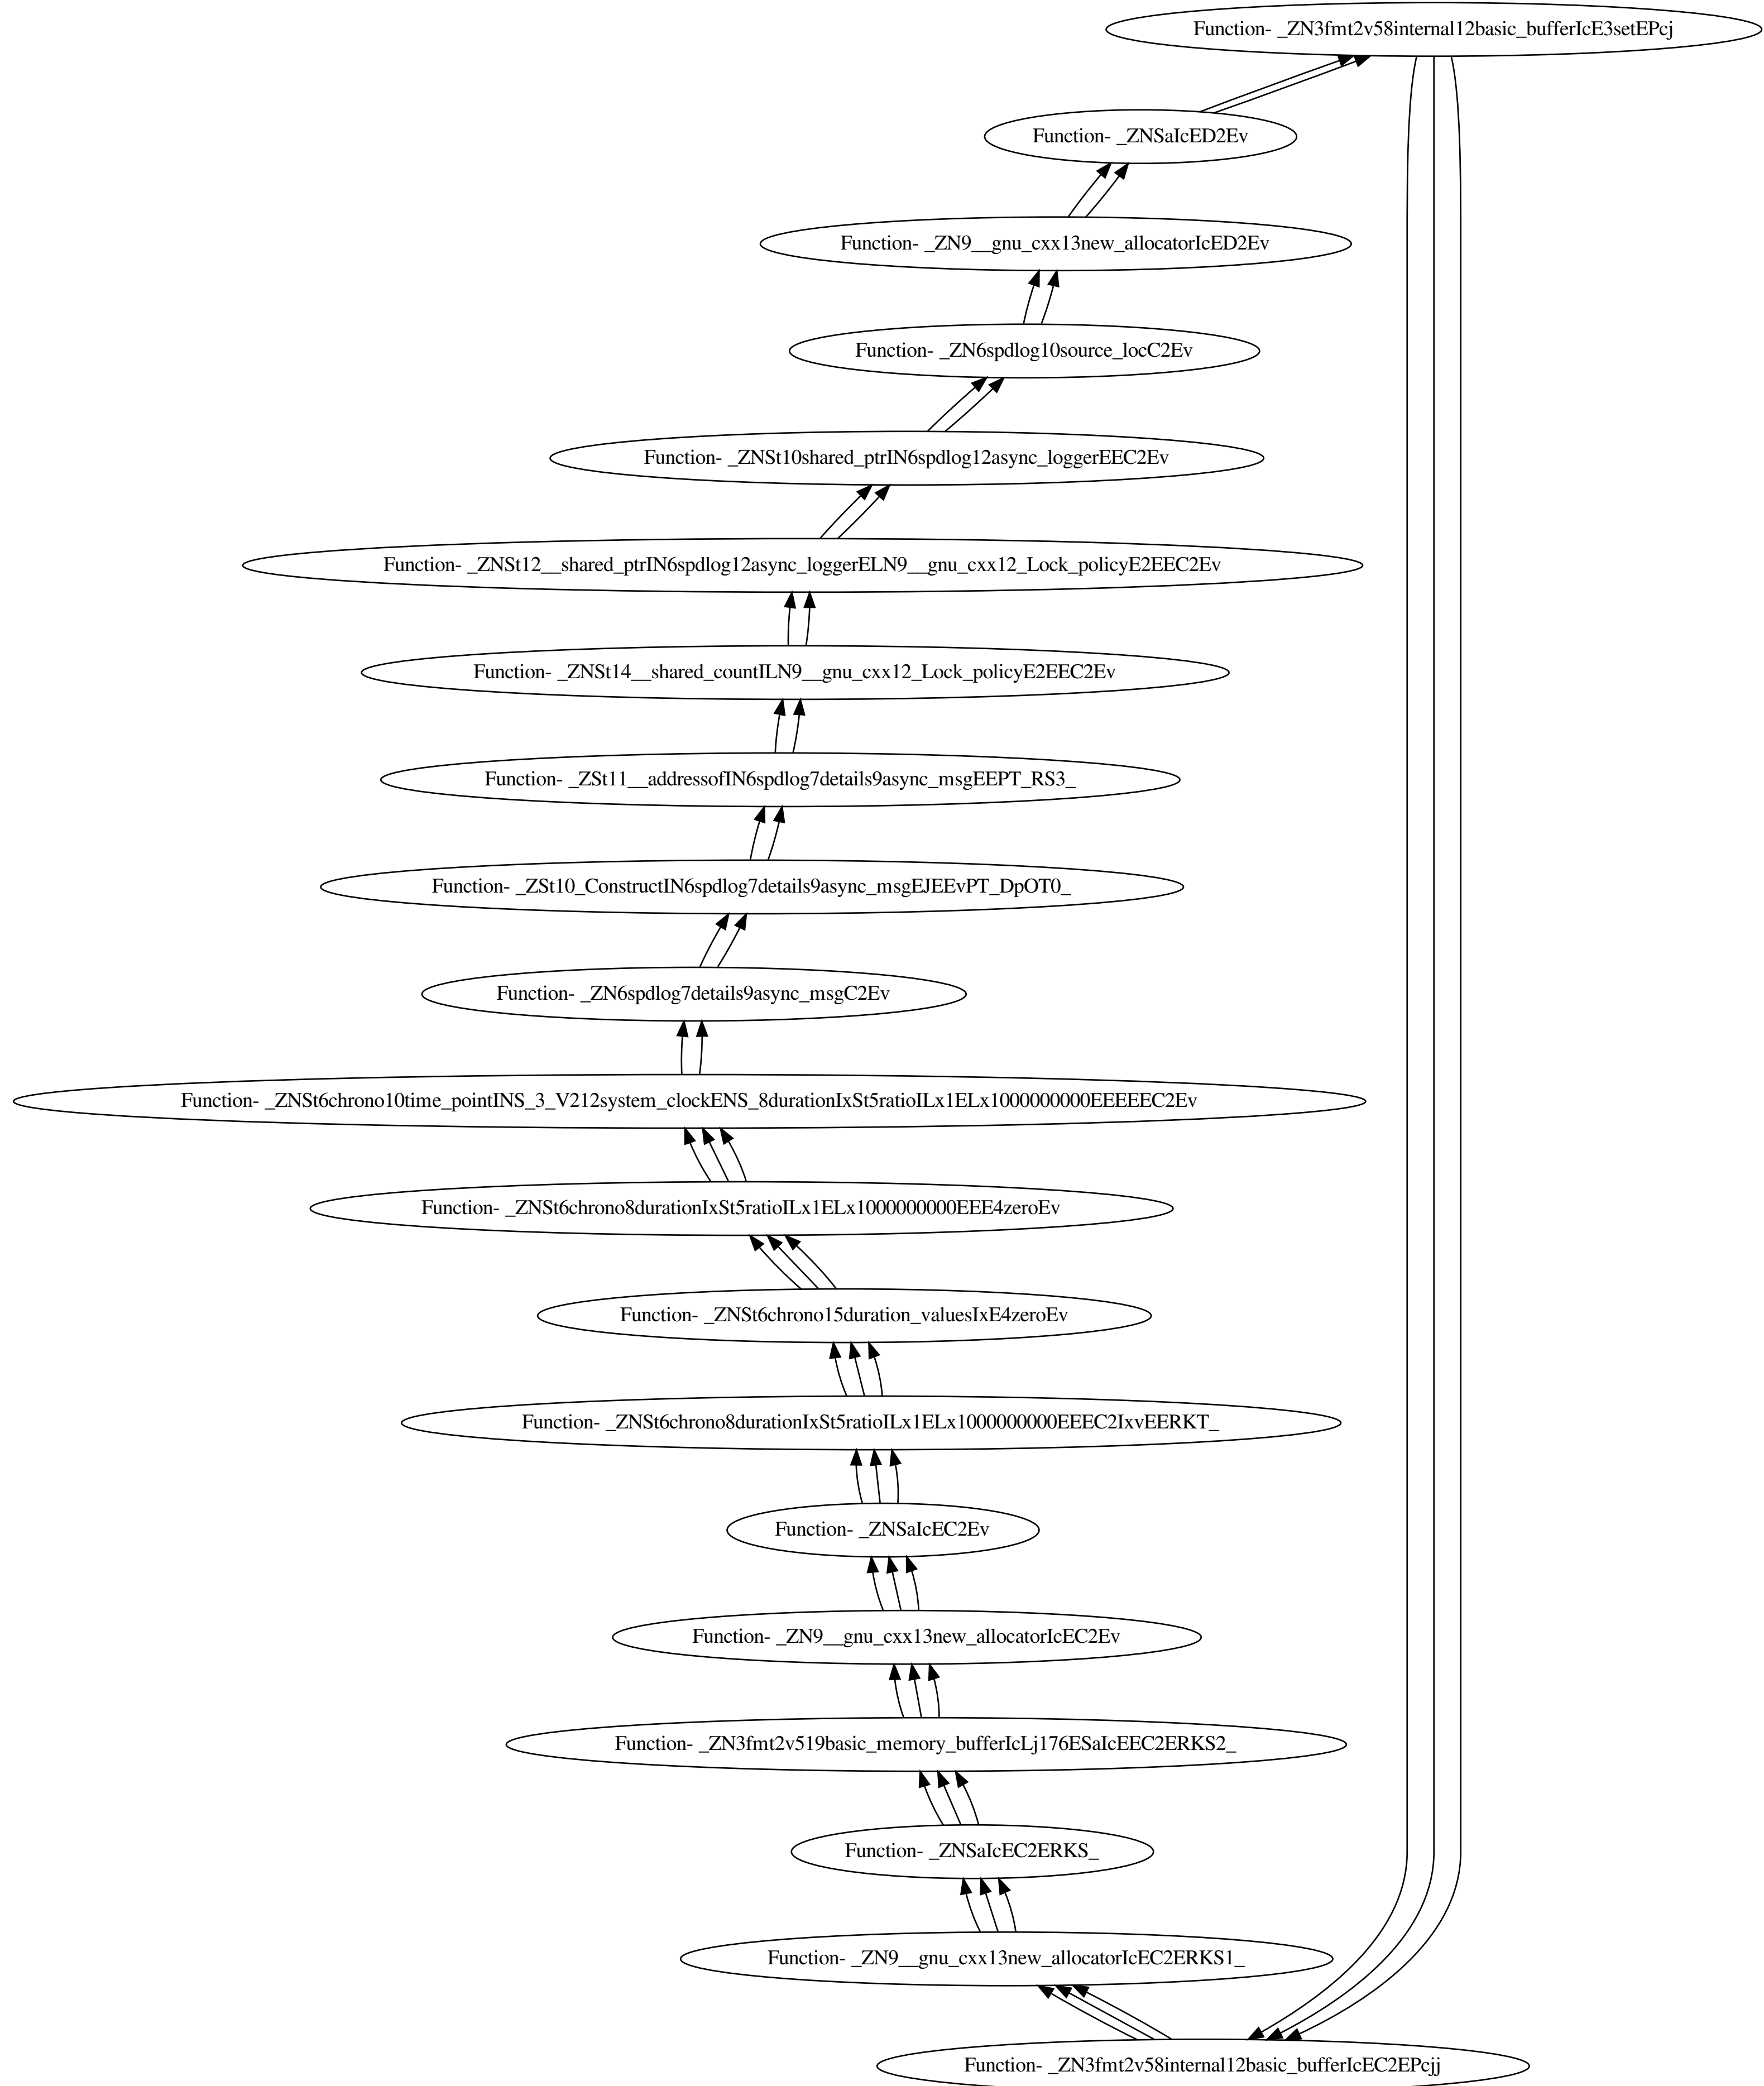 Function- _ZN3fmt2v58internal12basic_bufferIcE3setEPcj
Function- _ZNSaIcED2Ev
Function- _ZN9__gnu_cxx13new_allocatorIcED2Ev
Function- _ZN6spdlog10source_locC2Ev
Function- _ZNSt10shared_ptrIN6spdlog12async_loggerEEC2Ev
Function- _ZNSt12__shared_ptrIN6spdlog12async_loggerELN9__gnu_cxx12_Lock_policyE2EEC2Ev
Function- _ZNSt14__shared_countILN9__gnu_cxx12_Lock_policyE2EEC2Ev
Function- _ZSt11__addressofIN6spdlog7details9async_msgEEPT_RS3_
Function- _ZSt10_ConstructIN6spdlog7details9async_msgEJEEvPT_DpOT0_
Function- _ZN6spdlog7details9async_msgC2Ev
Function- _ZNSt6chrono10time_pointINS_3_V212system_clockENS_8durationIxSt5ratioILx1ELx1000000000EEEEEC2Ev
Function- _ZNSt6chrono8durationIxSt5ratioILx1ELx1000000000EEE4zeroEv
Function- _ZNSt6chrono15duration_valuesIxE4zeroEv
Function- _ZNSt6chrono8durationIxSt5ratioILx1ELx1000000000EEEC2IxvEERKT_
Function- _ZNSaIcEC2Ev
Function- _ZN9__gnu_cxx13new_allocatorIcEC2Ev
Function- _ZN3fmt2v519basic_memory_bufferIcLj176ESaIcEEC2ERKS2_
Function- _ZNSaIcEC2ERKS_
Function- _ZN9__gnu_cxx13new_allocatorIcEC2ERKS1_
Function- _ZN3fmt2v58internal12basic_bufferIcEC2EPcjj